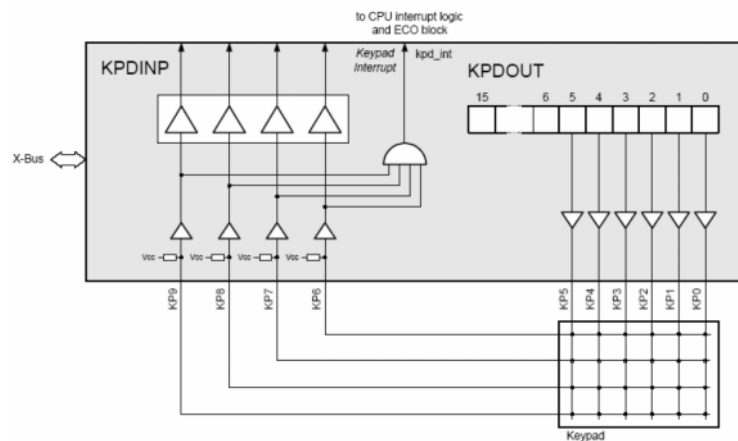 to CPU interrupt logic
and ECO block
KPDINP
Keypad
Interrupt
kpd_int
KPDOUT
15 6 5 4 3 2 1 0
X-Bus
Vcc Vcc Vcc Vcc
KP9 KP8 KP7 KP6 KP5 KP4 KP3 KP2 KP1 KP0
Keypad